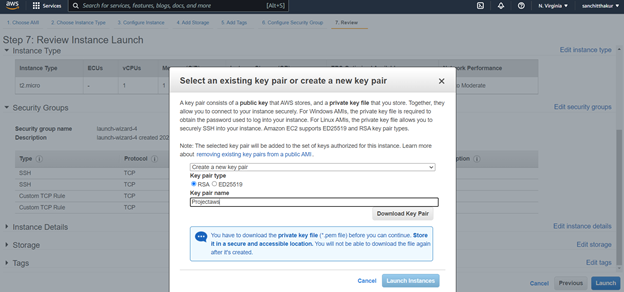 aws
Services
Search for services, features, blogs, docs, and more
[Alt+S]
N. Virginia
sanchitthakur
1. Choose AMI
2. Choose Instance Type
3. Configure Instance
4. Add Storage
5. Add Tags
6. Configure Security Group
7. Review
Step 7: Review Instance Launch
Instance Type
Edit instance type
Instance Type
ECUs
vCPUs
Network Performance
t2.micro
-
1
1
to Moderate
Security Groups
Edit security groups
Security group name
launch-wizard-4
Description
launch-wizard-4 created 202
Type
Protocol
SSH
TCP
SSH
TCP
Custom TCP Rule
TCP
Custom TCP Rule
TCP
Instance Details
Edit instance details
Storage
Edit storage
Tags
Edit tags
Cancel
Previous
Launch
Select an existing key pair or create a new key pair
A key pair consists of a public key that AWS stores, and a private key file that you store. Together, they
allow you to connect to your instance securely. For Windows AMIs, the private key file is required to
obtain the password used to log into your instance. For Linux AMIs, the private key file allows you to
securely SSH into your instance. Amazon EC2 supports ED25519 and RSA key pair types.
Note: The selected key pair will be added to the set of keys authorized for this instance. Learn more
about removing existing keys from a public AMI.
Create a new key pair
Key pair type
RSA
ED25519
Key pair name
Projectaws
Download Key Pair
You have to download the private key file (*.pem file) before you can continue. Store
it in a secure and accessible location. You will not be able to download the file again
after it's created.
Cancel
Launch Instances